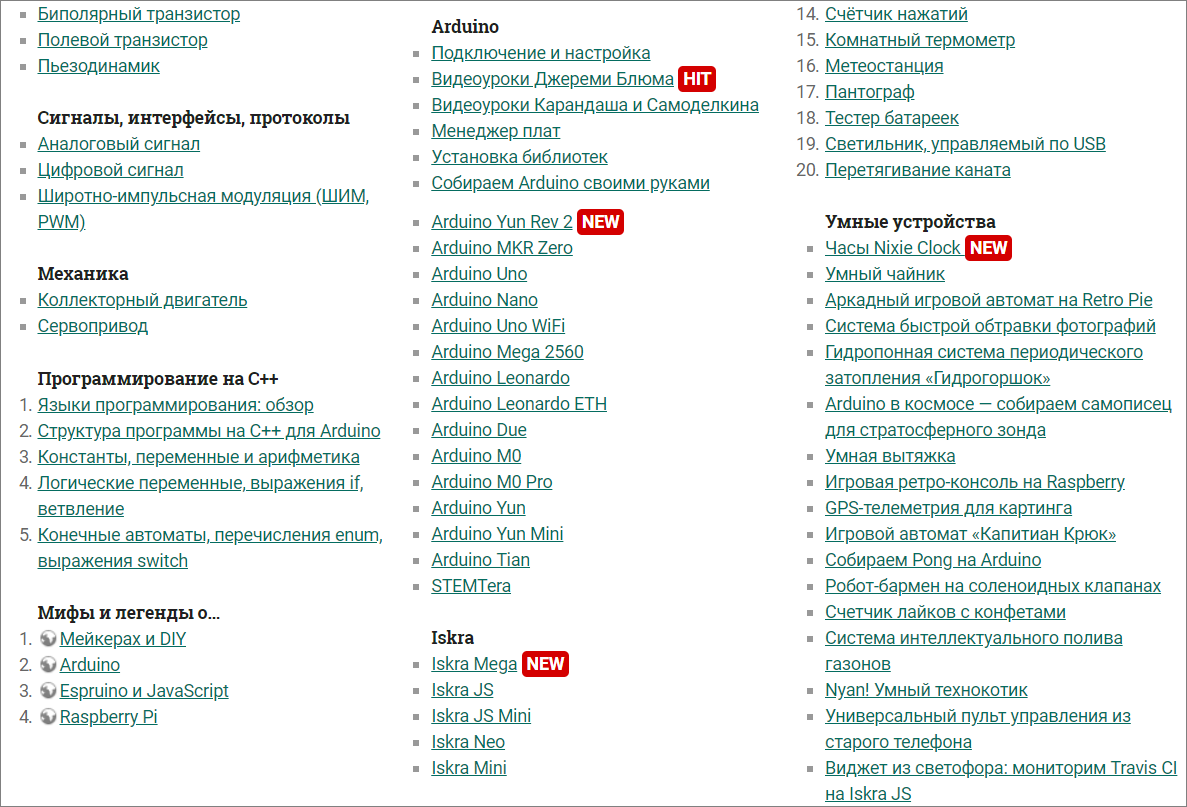 Биполярный транзистор
Полевой транзистор
Пьезодинамик
Сигналы, интерфейсы, протоколы
Аналоговый сигнал
Цифровой сигнал
Широтно-импульсная модуляция (ШИМ,
PWM)
Механика
Коллекторный двигатель
Сервопривод
Программирование на C++
1. Языки программирования: обзор
2. Структура программы на C++ для Arduino
3. Константы, переменные и арифметика
4. Логические переменные, выражения if,
ветвление
5. Конечные автоматы, перечисления enum,
выражения switch
Мифы и легенды о...
1. Мейкерах и DIY
2. Arduino
3. Espruino и JavaScript
4. Raspberry Pi
Arduino
Подключение и настройка
Видеоуроки Джереми Блюма HIT
Видеоуроки Карандаша и Самоделкина
Менеджер плат
Установка библиотек
Собираем Arduino своими руками
Arduino Yun Rev 2 NEW
Arduino MKR Zero
Arduino Uno
Arduino Nano
Arduino Uno WiFi
Arduino Mega 2560
Arduino Leonardo
Arduino Leonardo ETH
Arduino Due
Arduino M0
Arduino M0 Pro
Arduino Yun
Arduino Yun Mini
Arduino Tian
STEMTera
Iskra
Iskra Mega NEW
Iskra JS
Iskra JS Mini
Iskra Neo
Iskra Mini
14. Счётчик нажатий
15. Комнатный термометр
16. Метеостанция
17. Пантограф
18. Тестер батареек
19. Светильник, управляемый по USB
20. Перетягивание каната
Умные устройства
Часы Nixie Clock NEW
Умный чайник
Аркадный игровой автомат на Retro Pie
Система быстрой обтравки фотографий
Гидропонная система периодического
затопления «Гидрогоршок»
Arduino в космосе — собираем самописец
для стратосферного зонда
Умная вытяжка
Игровая ретро-консоль на Raspberry
GPS-телеметрия для картинга
Игровой автомат «Капитиан Крюк»
Собираем Pong на Arduino
Робот-бармен на соленоидных клапанах
Счетчик лайков с конфетами
Система интеллектуального полива
газонов
Nyan! Умный технокотик
Универсальный пульт управления из
старого телефона
Виджет из светофора: мониторим Travis CI
на Iskra JS